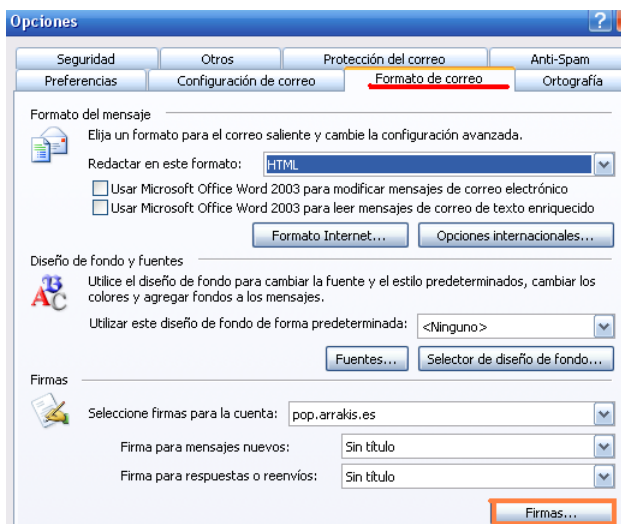 Opciones
?
Seguridad Otros Protección del correo Anti-Spam
Preferencias Configuración de correo Formato de correo Ortografía
Formato del mensaje
Elija un formato para el correo saliente y cambie la configuración avanzada.
Redactar en este formato: HTML
Usar Microsoft Office Word 2003 para modificar mensajes de correo electrónico
Usar Microsoft Office Word 2003 para leer mensajes de correo de texto enriquecido
Formato Internet... Opciones internacionales...
Diseño de fondo y fuentes
Utilice el diseño de fondo para cambiar la fuente y el estilo predeterminados, cambiar los
colores y agregar fondos a los mensajes.
Utilizar este diseño de fondo de forma predeterminada: <Ninguno>
Fuentes... Selector de diseño de fondo...
Firmas
Seleccione firmas para la cuenta: pop.arrakis.es
Firma para mensajes nuevos: Sin título
Firma para respuestas o reenvíos: Sin título
Firmas...